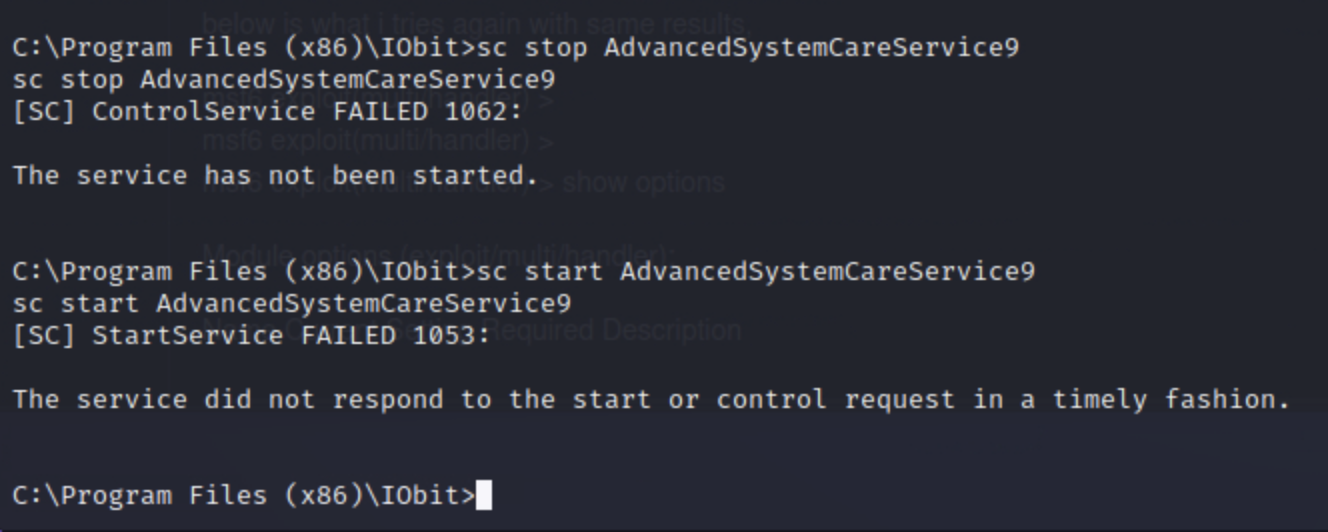 below is what i tries again with same results,
C:\Program Files (x86)\IObit>sc stop AdvancedSystemCareService9
sc stop AdvancedSystemCareService9
[SC] ControlService FAILED 1062:
msf6 exploit(multi/handler) >
msf6 exploit(multi/handler) >
The service has not been started.
msf6 exploit(multi/handler) > show options
Module options (exploit/multi/handler):
C:\Program Files (x86)\IObit>sc start AdvancedSystemCareService9
sc start AdvancedSystemCareService9
[SC] StartService FAILED 1053:
Required Description
The service did not respond to the start or control request in a timely fashion.
C:\Program Files (x86)\IObit>